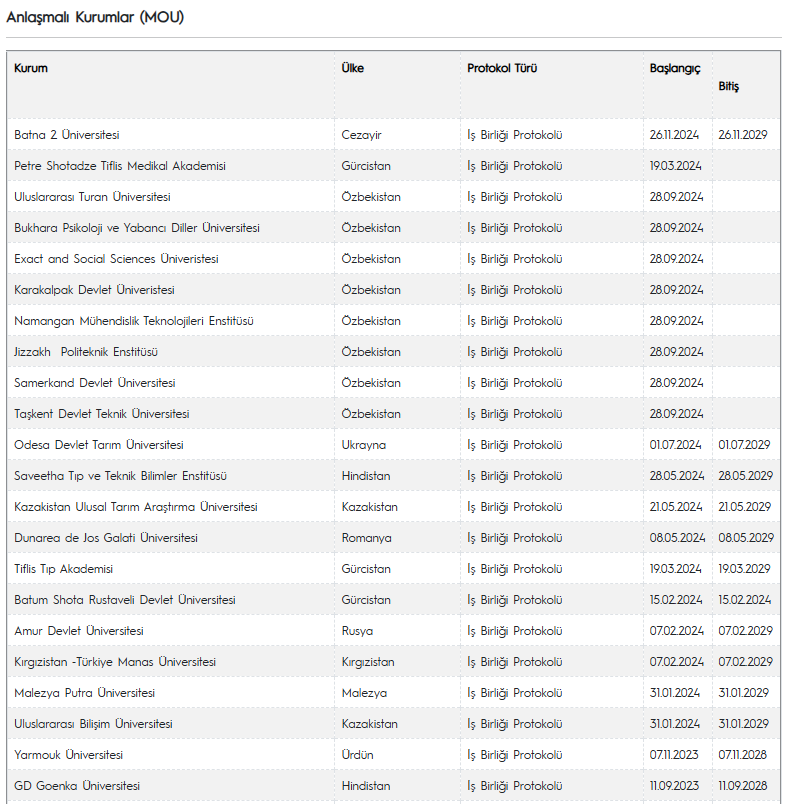 Anlaşmalı Kurumlar (MOU)
Kurum Ülke Protokol Türü Başlangıç Bitiş
Batna 2 Üniversitesi Cezayir İş Birliği Protokolü 26.11.2024 26.11.2029
Petre Shotadze Tiflis Medikal Akademisi Gürcistan İş Birliği Protokolü 19.03.2024
Uluslararası Turan Üniversitesi Özbekistan İş Birliği Protokolü 28.09.2024
Bukhara Psikoloji ve Yabancı Diller Üniversitesi Özbekistan İş Birliği Protokolü 28.09.2024
Exact and Social Sciences Üniveristesi Özbekistan İş Birliği Protokolü 28.09.2024
Karakalpak Devlet Üniveristesi Özbekistan İş Birliği Protokolü 28.09.2024
Namangan Mühendislik Teknolojileri Enstitüsü Özbekistan İş Birliği Protokolü 28.09.2024
Jizzakh Politeknik Enstitüsü Özbekistan İş Birliği Protokolü 28.09.2024
Samerkand Devlet Üniversitesi Özbekistan İş Birliği Protokolü 28.09.2024
Taşkent Devlet Teknik Üniversitesi Özbekistan İş Birliği Protokolü 28.09.2024
Odesa Devlet Tarım Üniversitesi Ukrayna İş Birliği Protokolü 01.07.2024 01.07.2029
Saveetha Tıp ve Teknik Bilimler Enstitüsü Hindistan İş Birliği Protokolü 28.05.2024 28.05.2029
Kazakistan Ulusal Tarım Araştırma Üniversitesi Kazakistan İş Birliği Protokolü 21.05.2024 21.05.2029
Dunarea de Jos Galati Üniversitesi Romanya İş Birliği Protokolü 08.05.2024 08.05.2029
Tiflis Tıp Akademisi Gürcistan İş Birliği Protokolü 19.03.2024 19.03.2029
Batum Shota Rustaveli Devlet Üniversitesi Gürcistan İş Birliği Protokolü 15.02.2024 15.02.2024
Amur Devlet Üniversitesi Rusya İş Birliği Protokolü 07.02.2024 07.02.2029
Kırgızistan -Türkiye Manas Üniversitesi Kırgızistan İş Birliği Protokolü 07.02.2024 07.02.2029
Malezya Putra Üniversitesi Malezya İş Birliği Protokolü 31.01.2024 31.01.2029
Uluslararası Bilişim Üniversitesi Kazakistan İş Birliği Protokolü 31.01.2024 31.01.2029
Yarmouk Üniversitesi Ürdün İş Birliği Protokolü 07.11.2023 07.11.2028
GD Goenka Üniversitesi Hindistan İş Birliği Protokolü 11.09.2023 11.09.2028